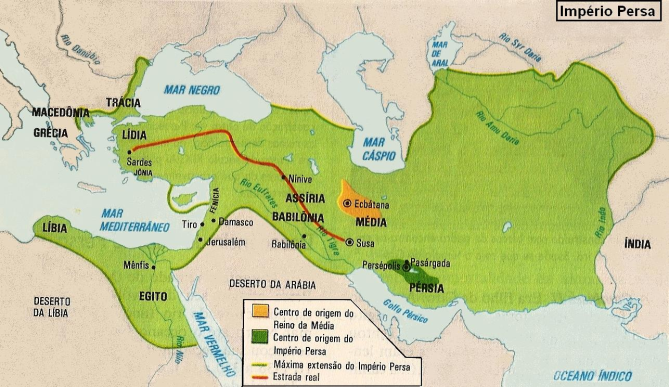 Império Persa
Rio Danúbio
MAR NEGRO
MAR
DE
ARAL
Rio Syr Daria
TRÁCIA
MACEDÔNIA
GRÉCIA
LÍDIA
Sardes
JÔNIA
MAR
CÁSPIO
Rio Amu Daria
Nínive
ASSÍRIA
Rio Eufrates
BABILÔNIA
Ecbátana
MÉDIA
FENÍCIA
MAR
MEDITERRÂNEO
Tiro
Damasco
Jerusalém
Babilônia
Rio Tigre
Susa
Rio Indo
ÍNDIA
LÍBIA
Mênfis
EGITO
DESERTO
DA LÍBIA
DESERTO DA ARÁBIA
Persépolis
Pasárgada
PÉRSIA
Golfo Pérsico
MAR VERMELHO
Rio Nilo
OCEANO ÍNDICO
Centro de origem do
Reino da Média
Centro de origem do
Império Persa
Máxima extensão do Império Persa
Estrada real